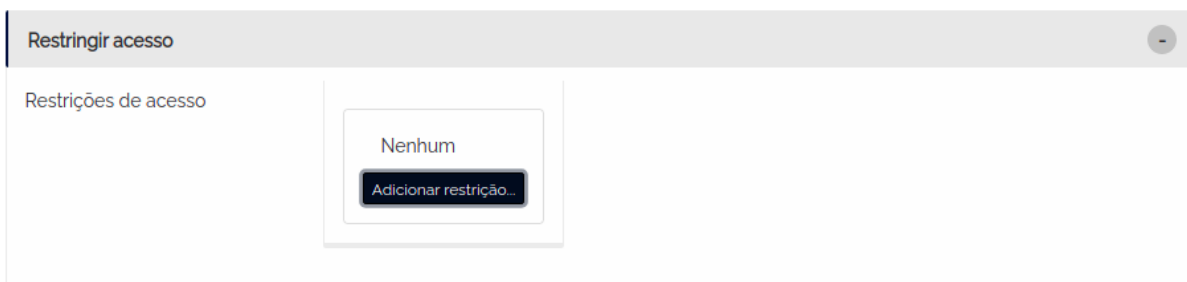 Restringir acesso
-
Restrições de acesso
Nenhum
Adicionar restrição...